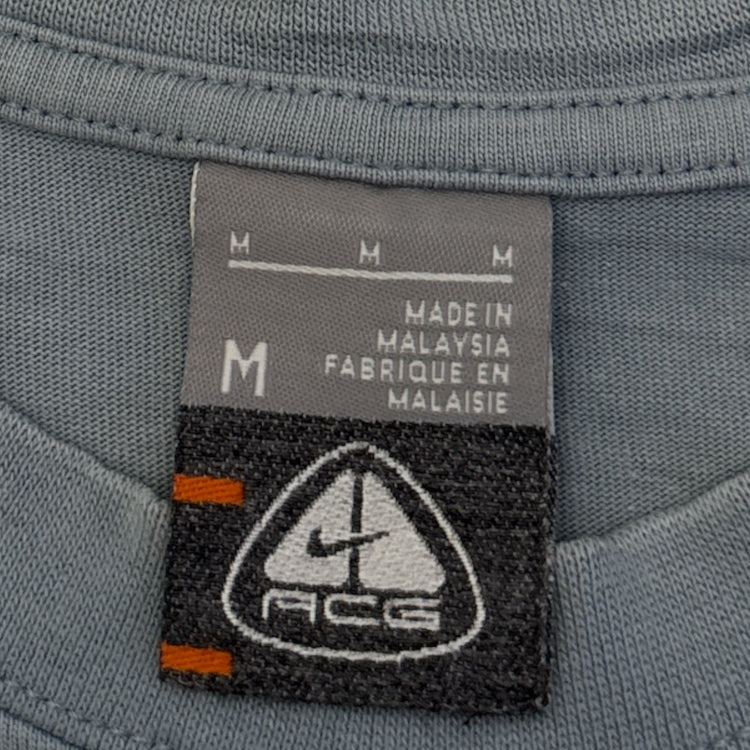 M M M
MADE IN
MALAYSIA
M
FABRIQUE EN
MALAISIE
ACG